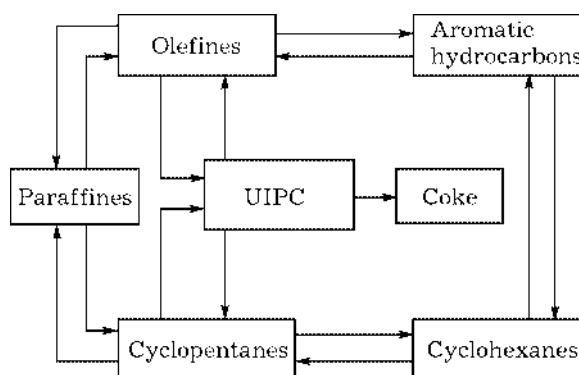 Olefines
Aromatic
hydrocarbons
Paraffines
UIPC
Coke
Cyclopentanes
Cyclohexanes